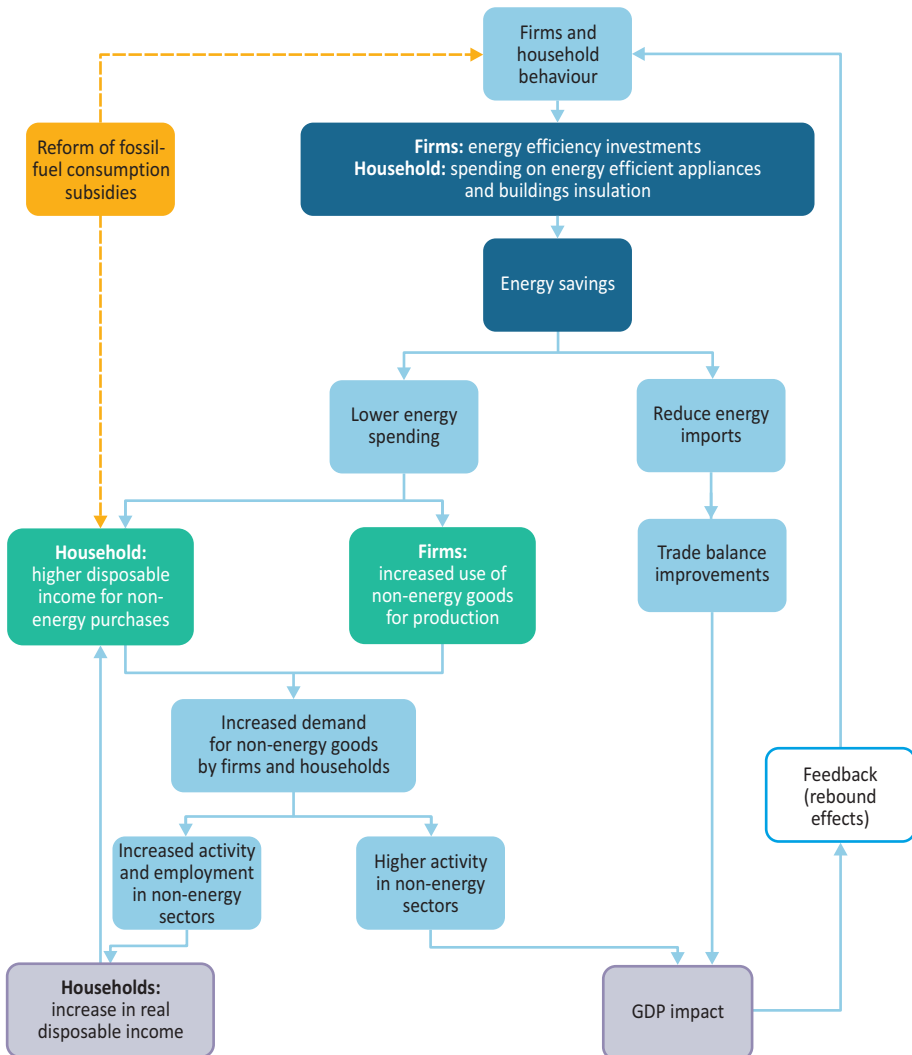 Firms and
household
behaviour
Reform of fossil-
fuel consumption
subsidies
Firms: energy efficiency investments
Household: spending on energy efficient appliances
and buildings insulation
Energy savings
Lower energy
spending
Reduce energy
imports
Household:
higher disposable
income for non-
energy purchases
Firms:
increased use of
non-energy goods
for production
Trade balance
improvements
Increased demand
for non-energy goods
by firms and households
Feedback
(rebound
effects)
Increased activity
and employment
in non-energy
sectors
Higher activity
in non-energy
sectors
Households:
increase in real
disposable income
GDP impact